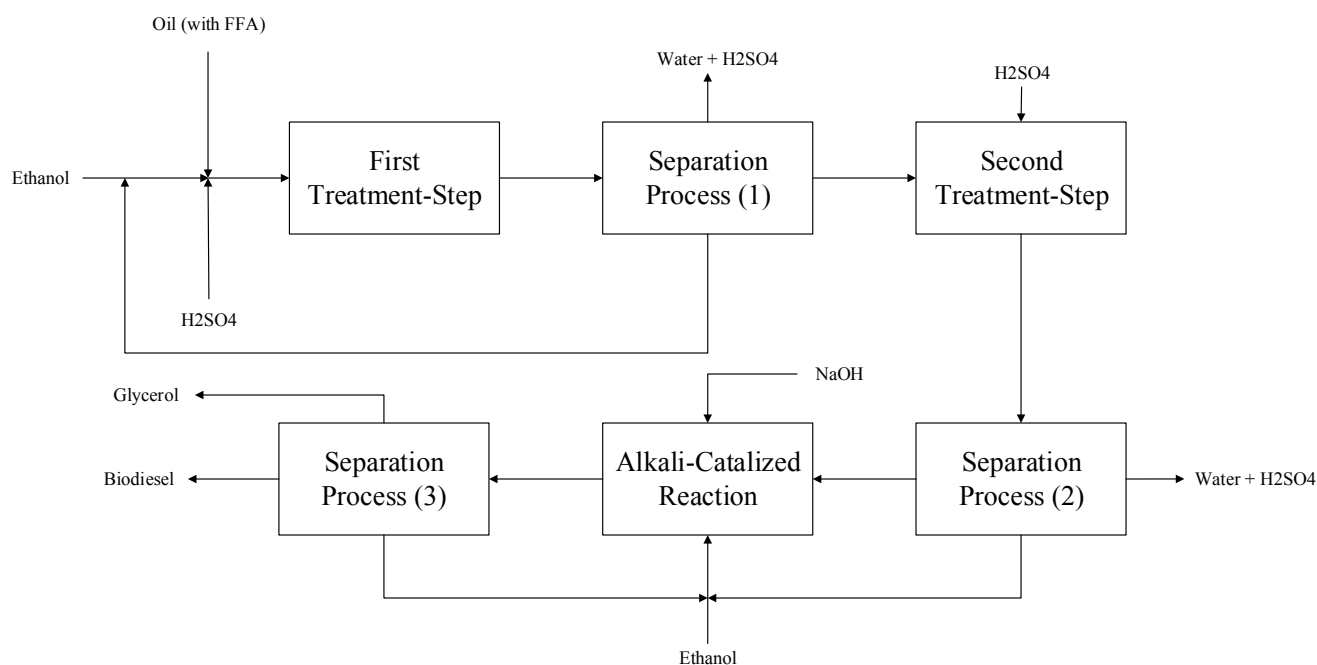 Oil (with FFA)
Water + H2SO4
H2SO4
Ethanol
First
Treatment-Step
Separation
Process (1)
Second
Treatment-Step
H2SO4
NaOH
Glycerol
Biodiesel
Separation
Process (3)
Alkali-Catalized
Reaction
Separation
Process (2)
Water + H2SO4
Ethanol